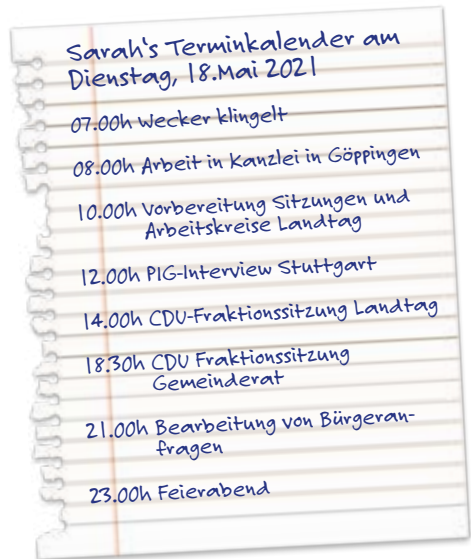 Sarah's Terminkalender am
Dienstag, 18.Mai 2021
07.00h Wecker klingelt
08.00h Arbeit in Kanzlei in Göppingen
10.00h Vorbereitung Sitzungen und
Arbeitskreise Landtag
12.00h PIG-Interview Stuttgart
14.00h CDU-Fraktionssitzung Landtag
18.30h CDU Fraktionssitzung
Gemeinderat
21.00h Bearbeitung von Bürgeran-
fragen
23.00h Feierabend